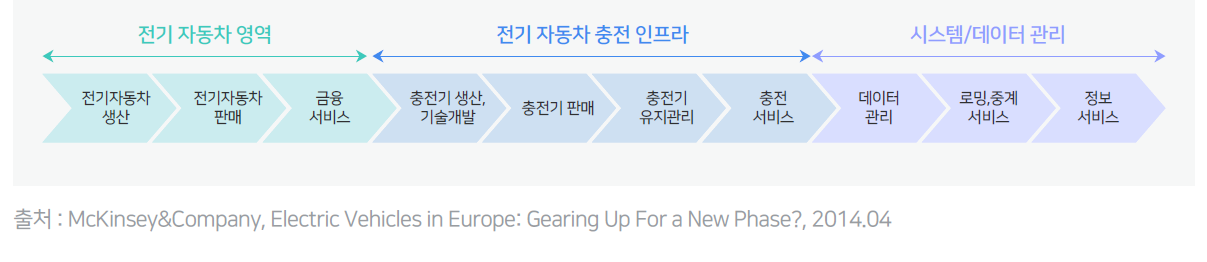 전기 자동차 영역
전기 자동차 충전 인프라
시스템/데이터 관리
전기자동차
생산
전기자동차
판매
금융
서비스
충전기 생산,
기술개발
충전기 판매
충전기
유지관리
충전
서비스
데이터
관리
로밍,중계
서비스
정보
서비스
출처 : McKinsey&Company, Electric Vehicles in Europe: Gearing Up For a New Phase?, 2014.04